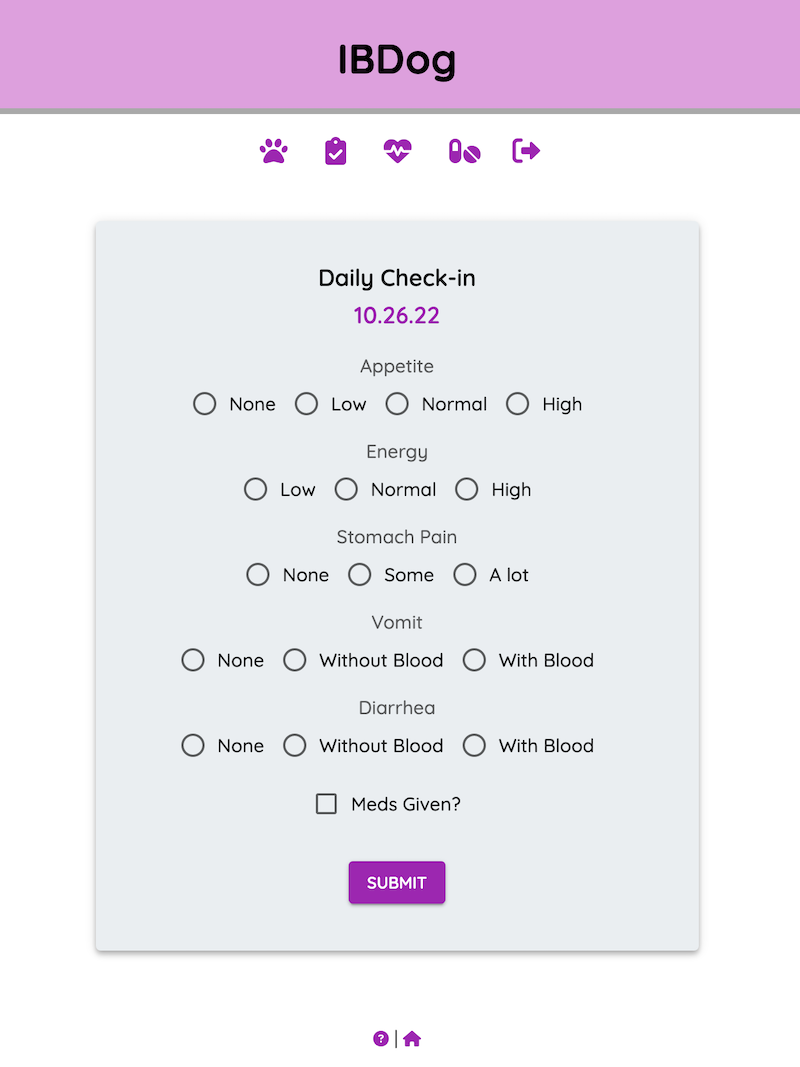 IBDog
Daily Check-in
10.26.22
Appetite
None Low Normal High
Energy
Low Normal High
Stomach Pain
None Some A lot
Vomit
None Without Blood With Blood
Diarrhea
None Without Blood With Blood
Meds Given?
SUBMIT
? |